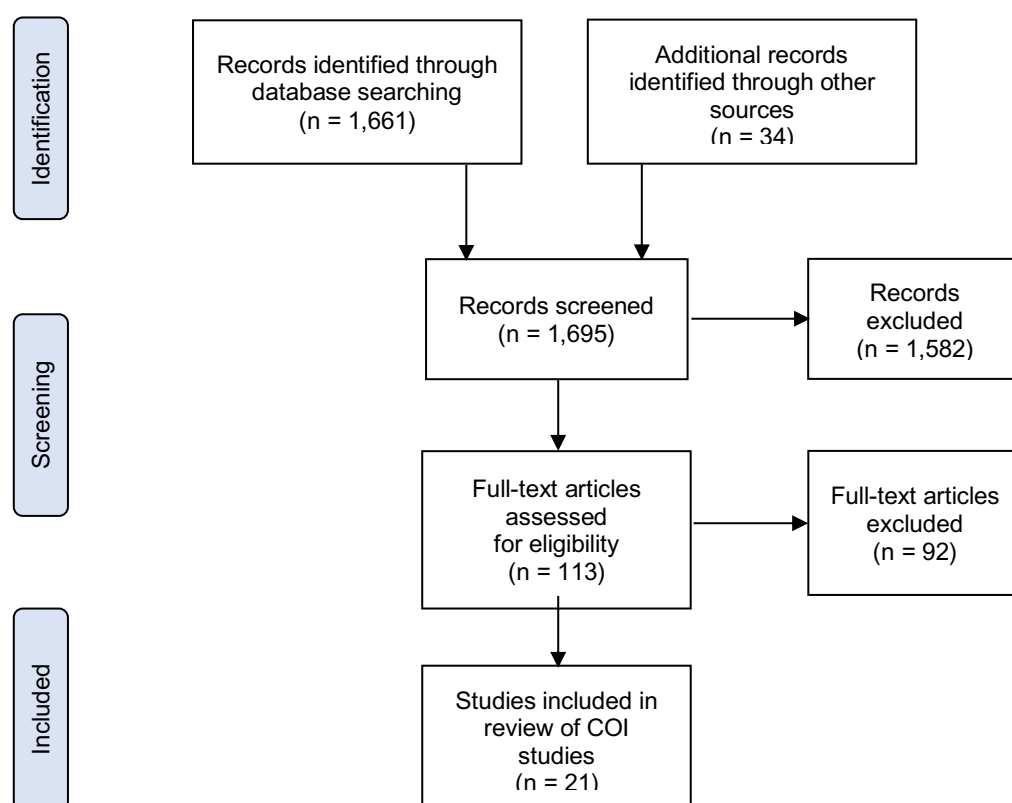 Identification
Records identified through
database searching
(n = 1,661)
Additional records
identified through other
sources
(n = 34)
Screening
Records screened
(n = 1,695)
Records
excluded
(n = 1,582)
Full-text articles
assessed
for eligibility
(n = 113)
Full-text articles
excluded
(n = 92)
Included
Studies included in
review of COI
studies
(n = 21)